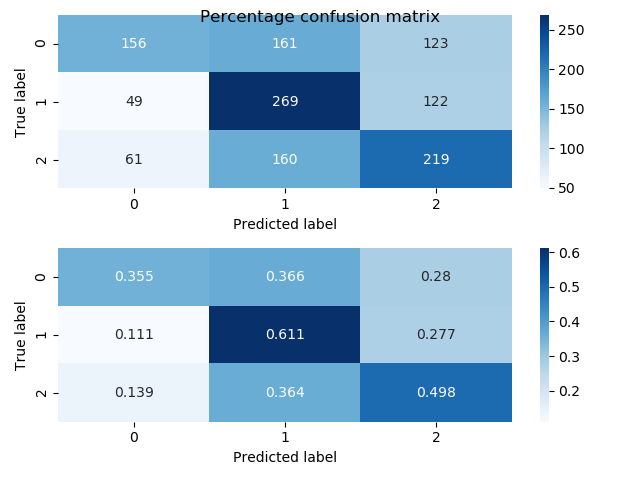 Percentage confusion matrix
250
0 156 161 123
200
True label 1 49 269 122
150
100
2 61 160 219
50
0 1 2
Predicted label
0.6
0 0.355 0.366 0.28
0.5
0.4
True label 1 0.111 0.611 0.277
0.3
2 0.139 0.364 0.498
0.2
0 1 2
Predicted label